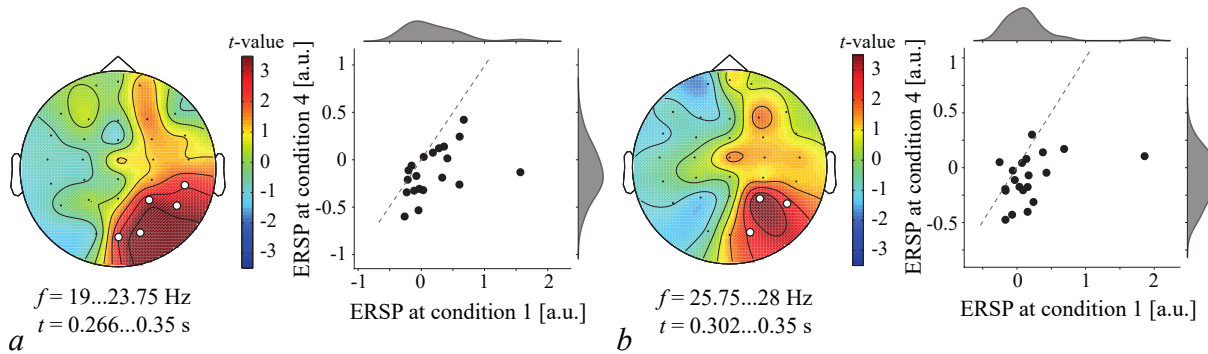 t-value
3
2
1
0
-1
-2
-3
f = 19...23.75 Hz
t = 0.266...0.35 s
a
ERSP at condition 4 [a.u.]
1
0.5
0
-0.5
-1
-1
0
1
2
ERSP at condition 1 [a.u.]
t-value
3
2
1
0
-1
-2
-3
f = 25.75...28 Hz
t = 0.302...0.35 s
b
ERSP at condition 4 [a.u.]
1
0.5
0
-0.5
0
1
2
ERSP at condition 1 [a.u.]